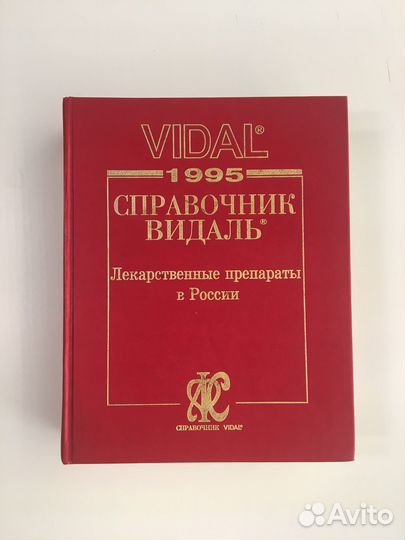 VIDAL®
1995
СПРАВОЧНИК
ВИДАЛЬ®
Лекарственные препараты
в России
СПРАВОЧНИК VIDAL®
Avito